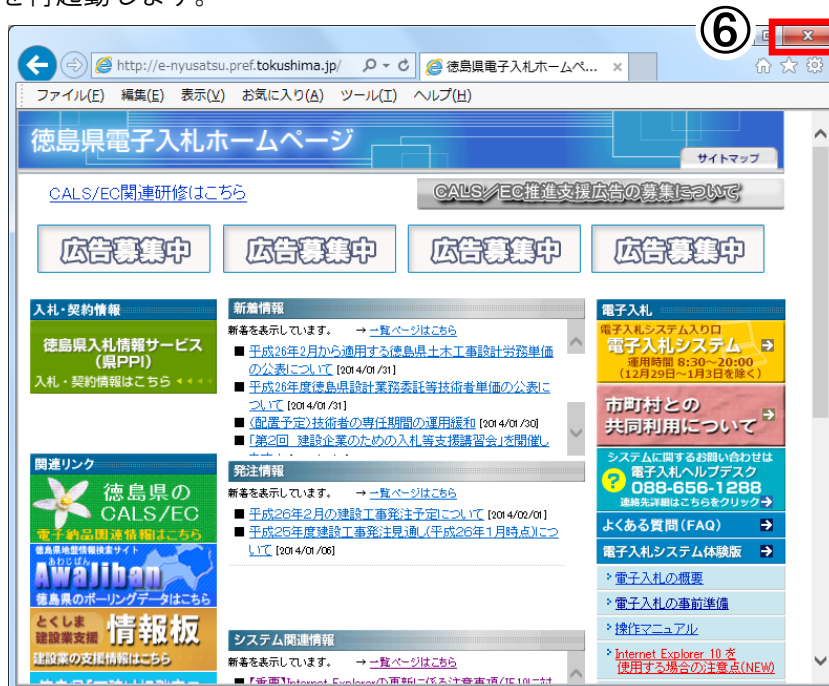 を再起動します。
⑥
http://e-nyusatsu.pref.tokushima.jp/
徳島県電子入札ホームペ...
ファイル(F) 編集(E) 表示(V) お気に入り(A) ツール(T) ヘルプ(H)
徳島県電子入札ホームページ
サイトマップ
CALS/EC関連研修はこちら
CALS/EC推進支援広告の募集について
広告募集中
広告募集中
広告募集中
広告募集中
入札・契約情報
徳島県入札情報サービス
(県PPI)
入札・契約情報はこちら
関連リンク
徳島県の
CALS/EC
電子納品関連情報はこちら
徳島県地盤情報検索サイト
あわじばん
Awajiban
徳島県のボーリングデータはこちら
とくしま
建設業支援 情報板
建設業の支援情報はこちら
新着情報
新着を表示しています。 → 一覧ページはこちら
■ 平成26年2月から適用する徳島県土木工事設計労務単価
の公表について [2014/01/31]
■ 平成26年度徳島県設計業務委託等技術者単価の公表に
ついて [2014/01/31]
■ (配置予定)技術者の専任期間の運用緩和 [2014/01/30]
■ 「第2回 建設企業のための入札等支援講習会」を開催し
発注情報
新着を表示しています。 → 一覧ページはこちら
■ 平成26年2月の建設工事発注予定について [2014/02/01]
■ 平成25年度建設工事発注見通し(平成26年1月時点)につ
いて [2014/01/06]
システム関連情報
新着を表示しています。 → 一覧ページはこちら
■ 【重要】Internet Explorerの更新に係る注意事項(IE10に対
電子入札
電子入札システム入り口
電子入札システム
運用時間 8:30~20:00
(12月29日~1月3日を除く)
市町村との
共同利用について
システムに関するお問い合わせは
電子入札ヘルプデスク
088-656-1288
連絡先詳細はこちらをクリック
よくある質問(FAQ)
電子入札システム体験版
電子入札の概要
電子入札の事前準備
操作マニュアル
Internet Explorer 10 を
使用する場合の注意点(NEW)